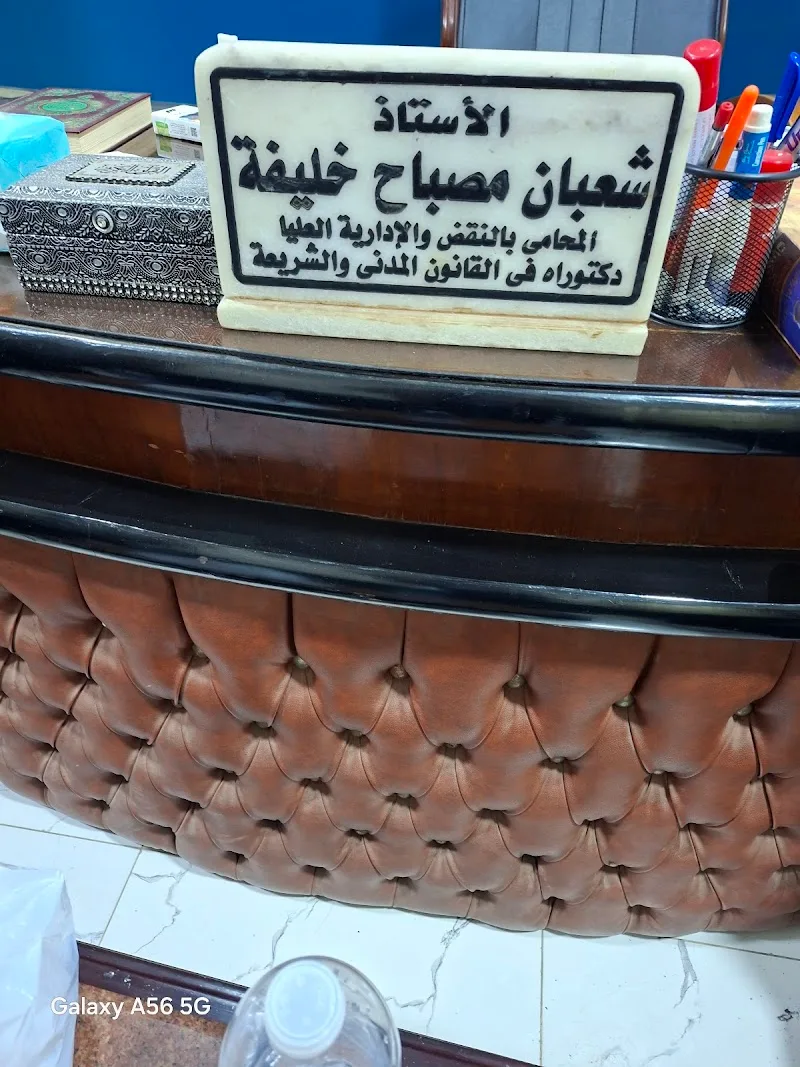 الأستاذ
شعبان مصباح خليفة
المحامى بالنقض والإدارية العليا
دكتوراه فى القانون المدنى والشريعة
Galaxy A56 5G